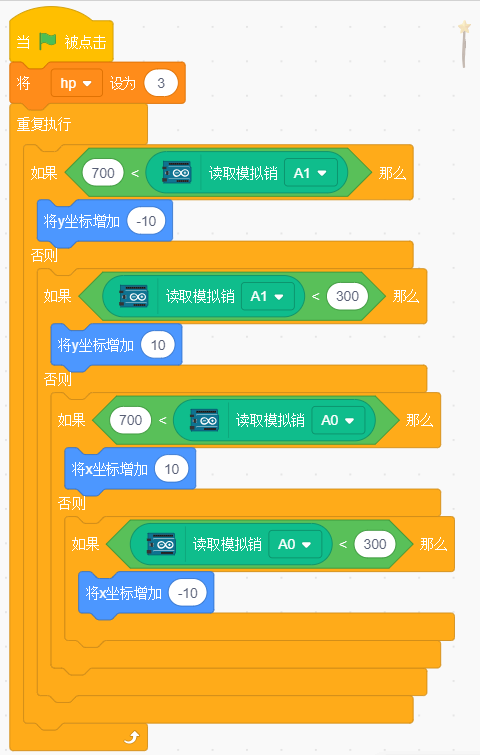 当 被点击
将 hp 设为 3
重复执行
如果 700 < 读取模拟销 A1 那么
将y坐标增加 -10
否则
如果 读取模拟销 A1 < 300 那么
将y坐标增加 10
否则
如果 700 < 读取模拟销 A0 那么
将x坐标增加 10
否则
如果 读取模拟销 A0 < 300 那么
将x坐标增加 -10